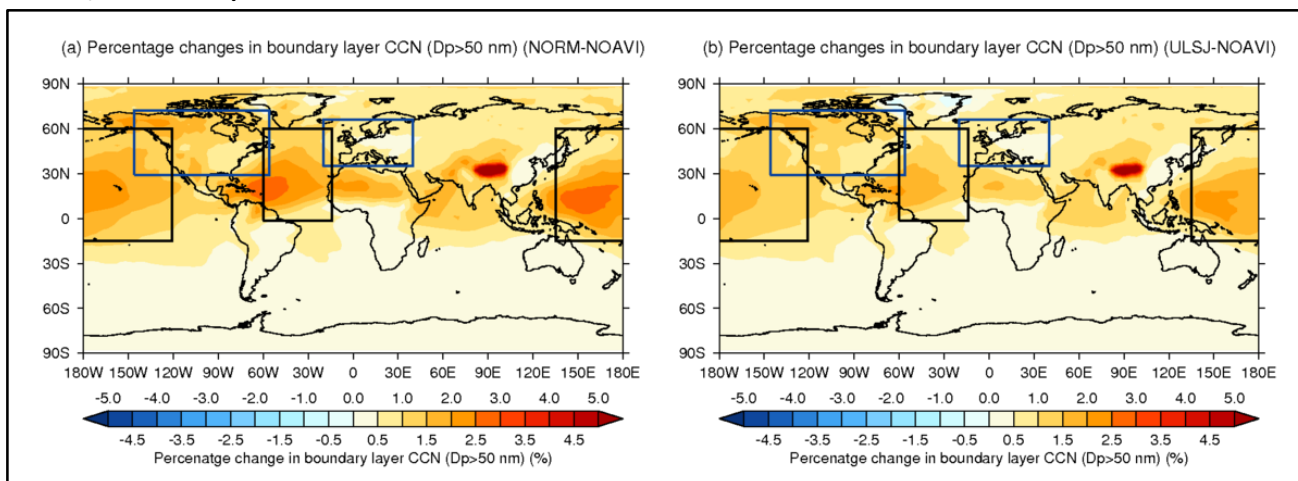 (a) Percentage changes in boundary layer CCN (Dp>50 nm) (NORM-NOAVI)
90N
60N
30N
0
30S
60S
90S
180W 150W 120W 90W 60W 30W 0 30E 60E 90E 120E 150E 180E
-5.0 -4.0 -3.0 -2.0 -1.0 0.0 1.0 2.0 3.0 4.0 5.0
-4.5 -3.5 -2.5 -1.5 -0.5 0.5 1.5 2.5 3.5 4.5
Percenatge change in boundary layer CCN (Dp>50 nm) (%)
(b) Percentage changes in boundary layer CCN (Dp>50 nm) (ULSJ-NOAVI)
90N
60N
30N
0
30S
60S
90S
180W 150W 120W 90W 60W 30W 0 30E 60E 90E 120E 150E 180E
-5.0 -4.0 -3.0 -2.0 -1.0 0.0 1.0 2.0 3.0 4.0 5.0
-4.5 -3.5 -2.5 -1.5 -0.5 0.5 1.5 2.5 3.5 4.5
Percenatge change in boundary layer CCN (Dp>50 nm) (%)